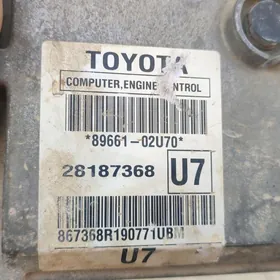 TOYOTA
COMPUTER,ENGINE CONTROL
*89661-02U70*
28187368 U7
867368R190771UBM
U7